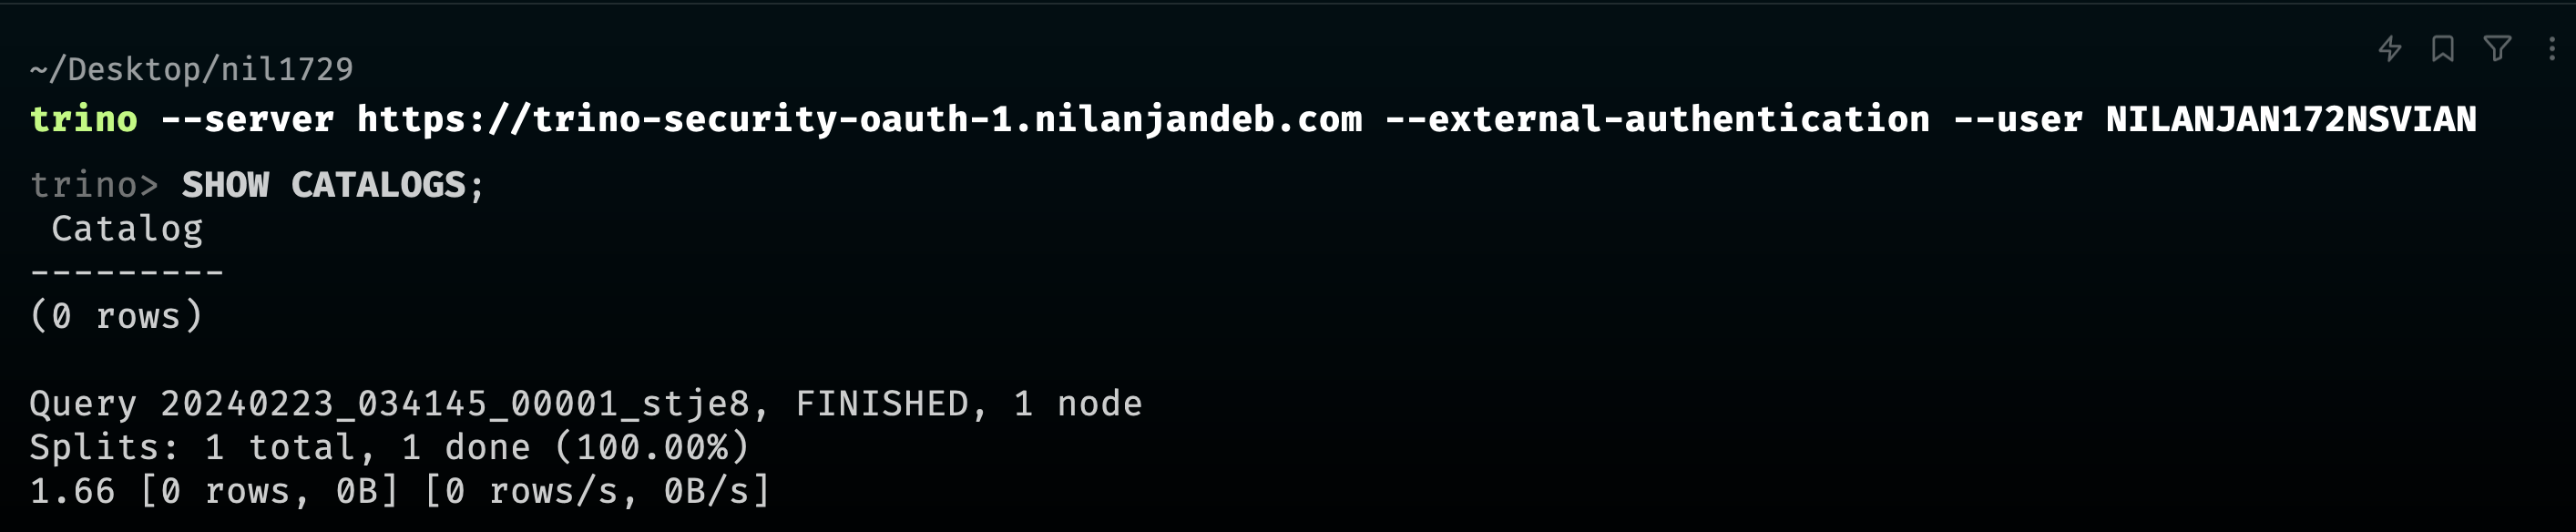 ~/Desktop/nil1729
trino --server https://trino-security-oauth-1.nilanjandeb.com --external-authentication --user NILANJAN172NSVIAN
trino> SHOW CATALOGS;
 Catalog
---------
(0 rows)

Query 20240223_034145_00001_stje8, FINISHED, 1 node
Splits: 1 total, 1 done (100.00%)
1.66 [0 rows, 0B] [0 rows/s, 0B/s]